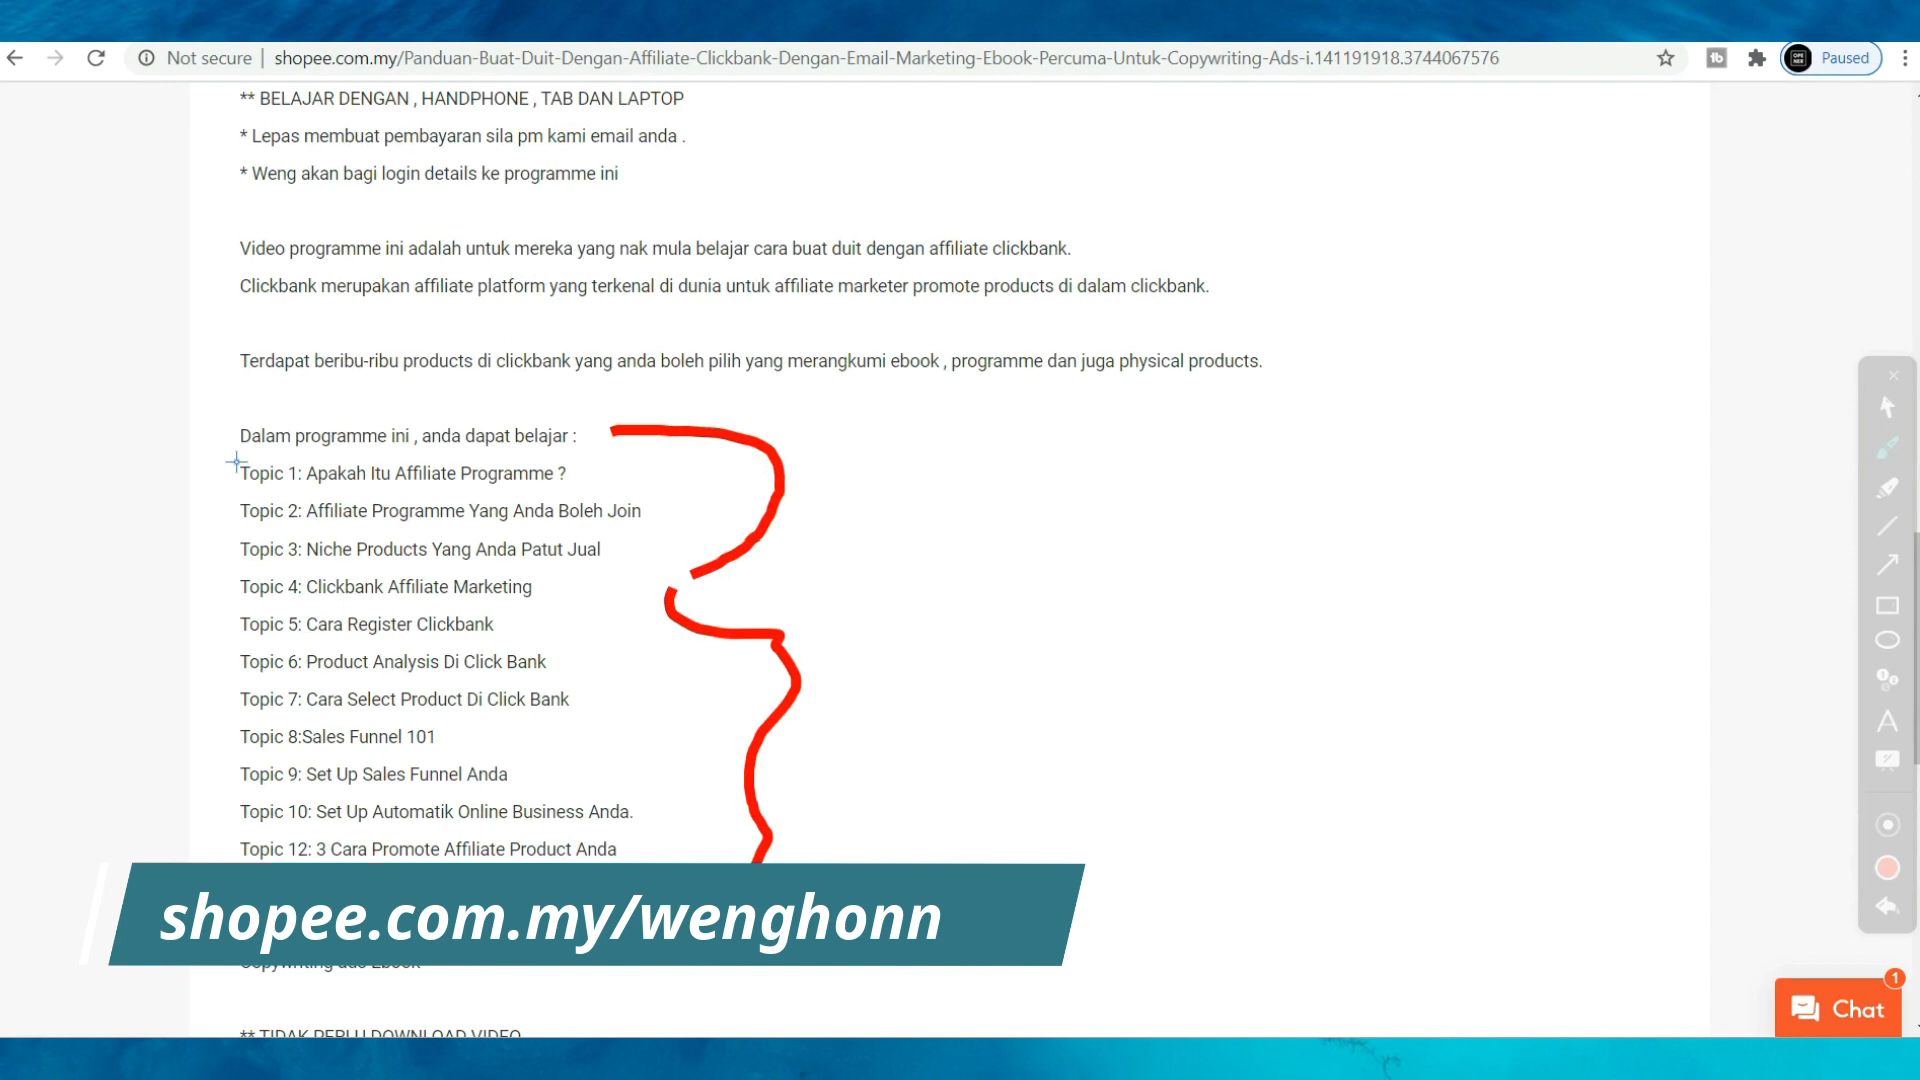 Not secure | shopee.com.my/Panduan-Buat-Duit-Dengan-Affiliate-Clickbank-Dengan-Email-Marketing-Ebook-Percuma-Untuk-Copywriting-Ads-i.141191918.3744067576
Paused
** BELAJAR DENGAN , HANDPHONE , TAB DAN LAPTOP
* Lepas membuat pembayaran sila pm kami email anda .
* Weng akan bagi login details ke programme ini
Video programme ini adalah untuk mereka yang nak mula belajar cara buat duit dengan affiliate clickbank.
Clickbank merupakan affiliate platform yang terkenal di dunia untuk affiliate marketer promote products di dalam clickbank.
Terdapat beribu-ribu products di clickbank yang anda boleh pilih yang merangkumi ebook , programme dan juga physical products.
Dalam programme ini , anda dapat belajar :
Topic 1: Apakah Itu Affiliate Programme ?
Topic 2: Affiliate Programme Yang Anda Boleh Join
Topic 3: Niche Products Yang Anda Patut Jual
Topic 4: Clickbank Affiliate Marketing
Topic 5: Cara Register Clickbank
Topic 6: Product Analysis Di Click Bank
Topic 7: Cara Select Product Di Click Bank
Topic 8:Sales Funnel 101
Topic 9: Set Up Sales Funnel Anda
Topic 10: Set Up Automatik Online Business Anda.
Topic 12: 3 Cara Promote Affiliate Product Anda
shopee.com.my/wenghonn
Copywriting ads Ebook
** TIDAK PERLU DOWNLOAD VIDEO
1
Chat